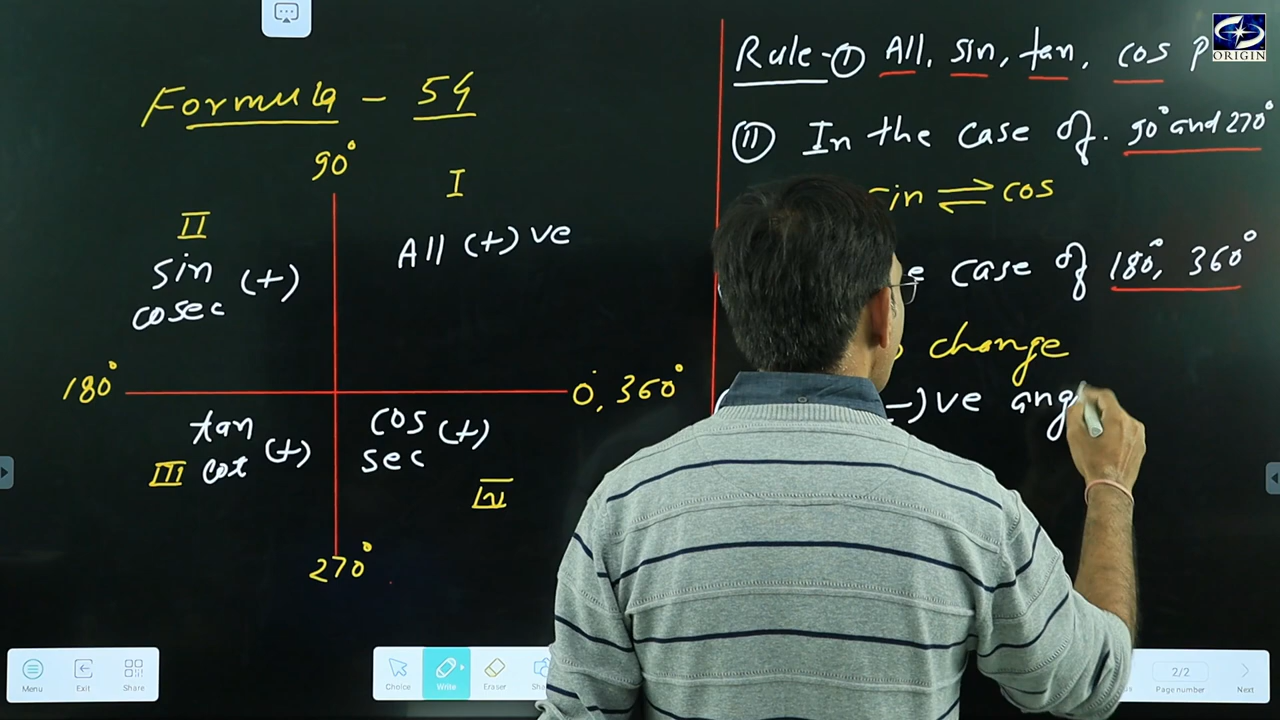 Formula - 54
90°
I
II
All (+) ve
sin
cosec (+)
180°
0, 360°
tan
cot (+)
III
cos
sec (+)
IV
270°
Rule - I All, sin, tan, cos P
II In the case of 90° and 270°
in ⇌ cos
case of 180°, 360°
change
-)ve ang
ORIGIN
Menu
Exit
Share
Choice
Write
Eraser
2/2
Page number
Next